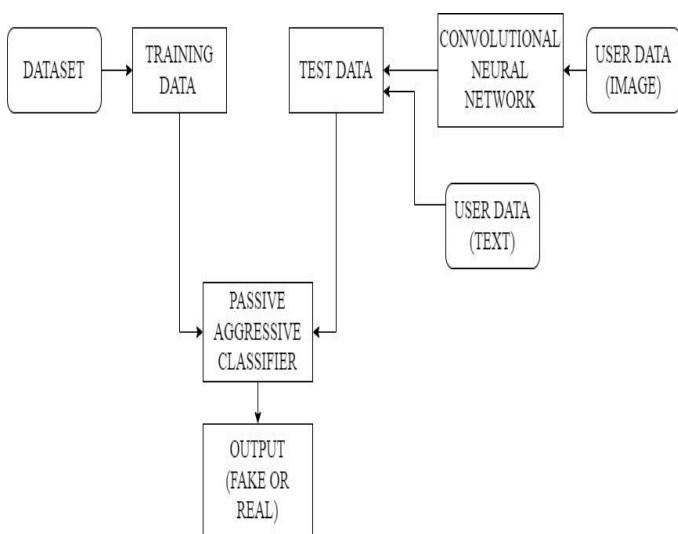 DATASET
TRAINING
DATA
TEST DATA
CONVOLUTIONAL
NEURAL
NETWORK
USER DATA
(IMAGE)
USER DATA
(TEXT)
PASSIVE
AGGRESSIVE
CLASSIFIER
OUTPUT
(FAKE OR
REAL)